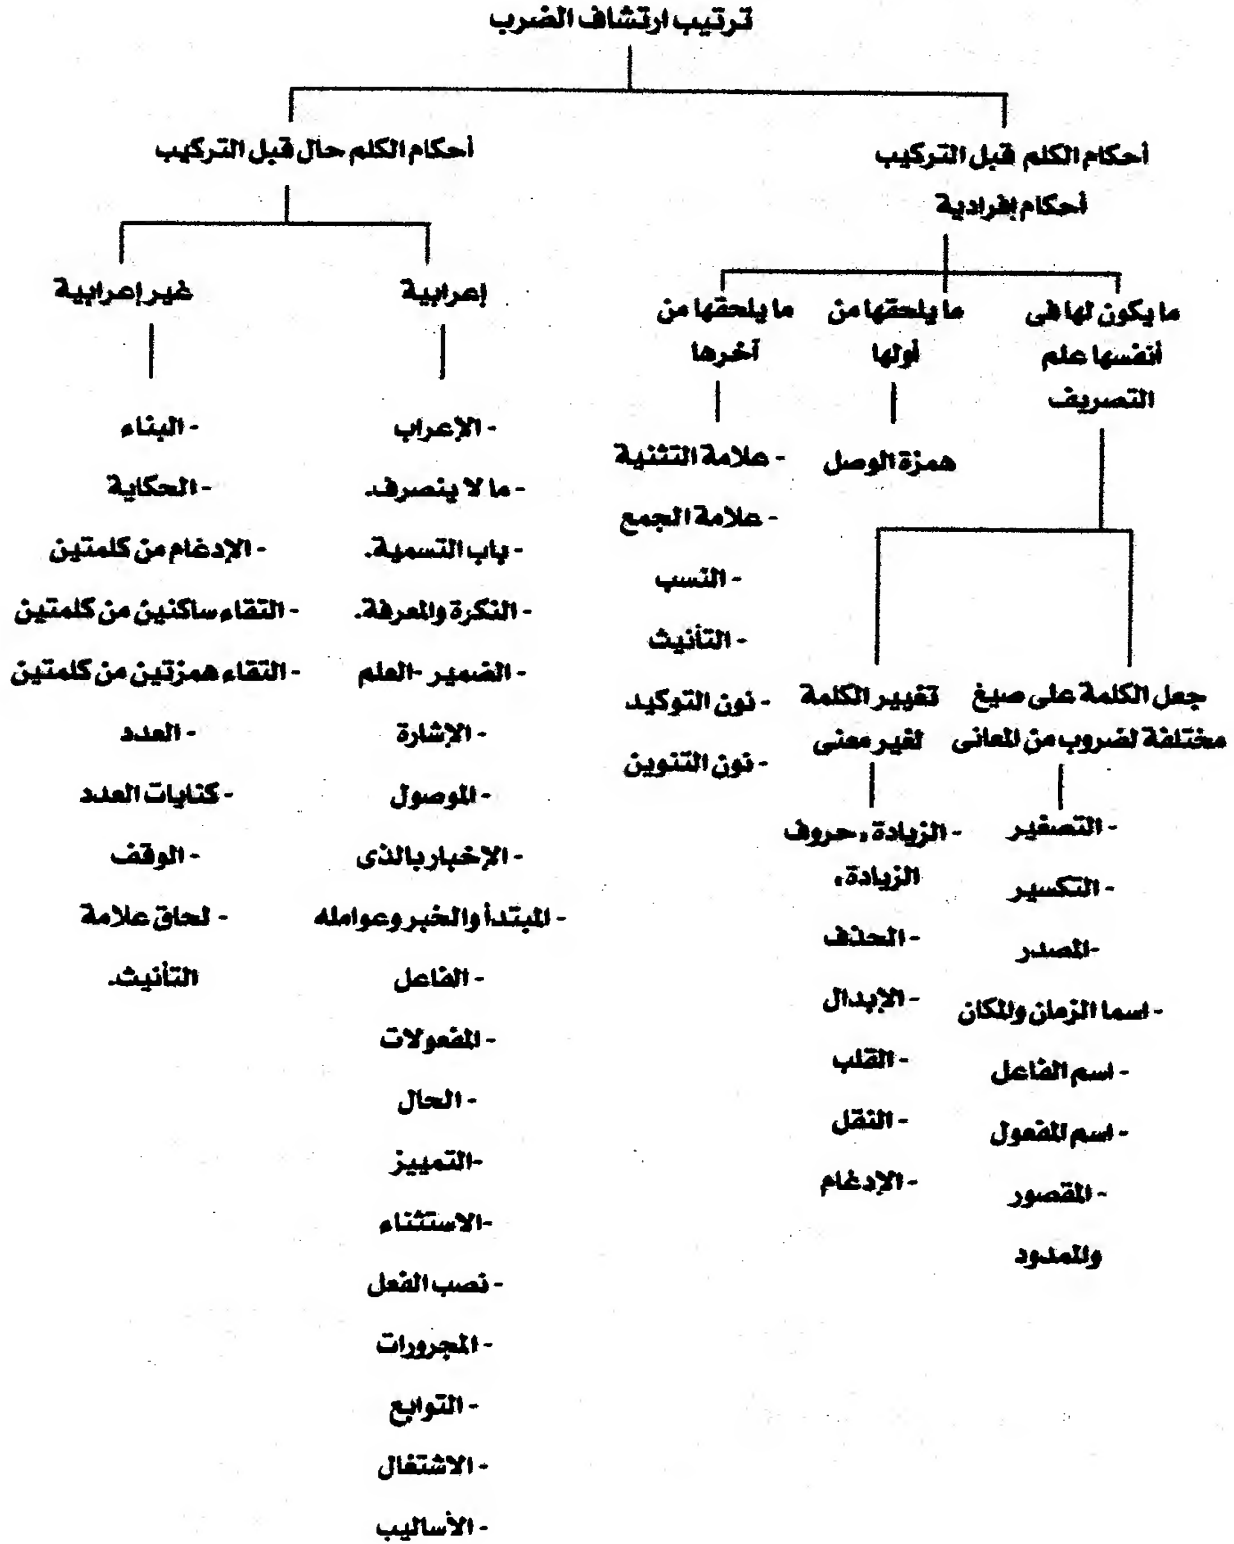 ترتيب ارتشاف الضرب
أحكام الكلم قبل التركيب
أحكام إفرادية
ما يكون لها فى
أنفسها علم
التصريف
جعل الكلمة على صيغ
مختلفة لضروب من المعانى
- التصغير
- التكسير
-المصدر
- اسما الزمان والمكان
- اسم الفاعل
- اسم المفعول
- المقصور
والممدود
تغيير الكلمة
لغير معنى
- الزيادة، حروف
الزيادة،
- الحذف
- الإبدال
- القلب
- النقل
- الإدغام
ما يلحقها من
أولها
همزة الوصل
ما يلحقها من
آخرها
- علامة التثنية
- علامة الجمع
- النسب
- التأنيث
- نون التوكيد
- نون التنوين
أحكام الكلم حال قبل التركيب
إعرابية
- الإعراب
- ما لا ينصرف.
- باب التسمية.
- النكرة والمعرفة.
- الضمير -العلم
- الإشارة
- الموصول
- الإخبار بالذى
- المبتدأ والخبر وعوامله
- الفاعل
- المفعولات
- الحال
-التمييز
-الاستثناء
- نصب الفعل
- المجرورات
- التوابع
- الاشتغال
- الأساليب
غير إعرابية
- البناء
- الحكاية
- الإدغام من كلمتين
- التقاء ساكنين من كلمتين
- التقاء همزتين من كلمتين
- العدد
- كنايات العدد
- الوقف
- لحاق علامة
التأنيث.